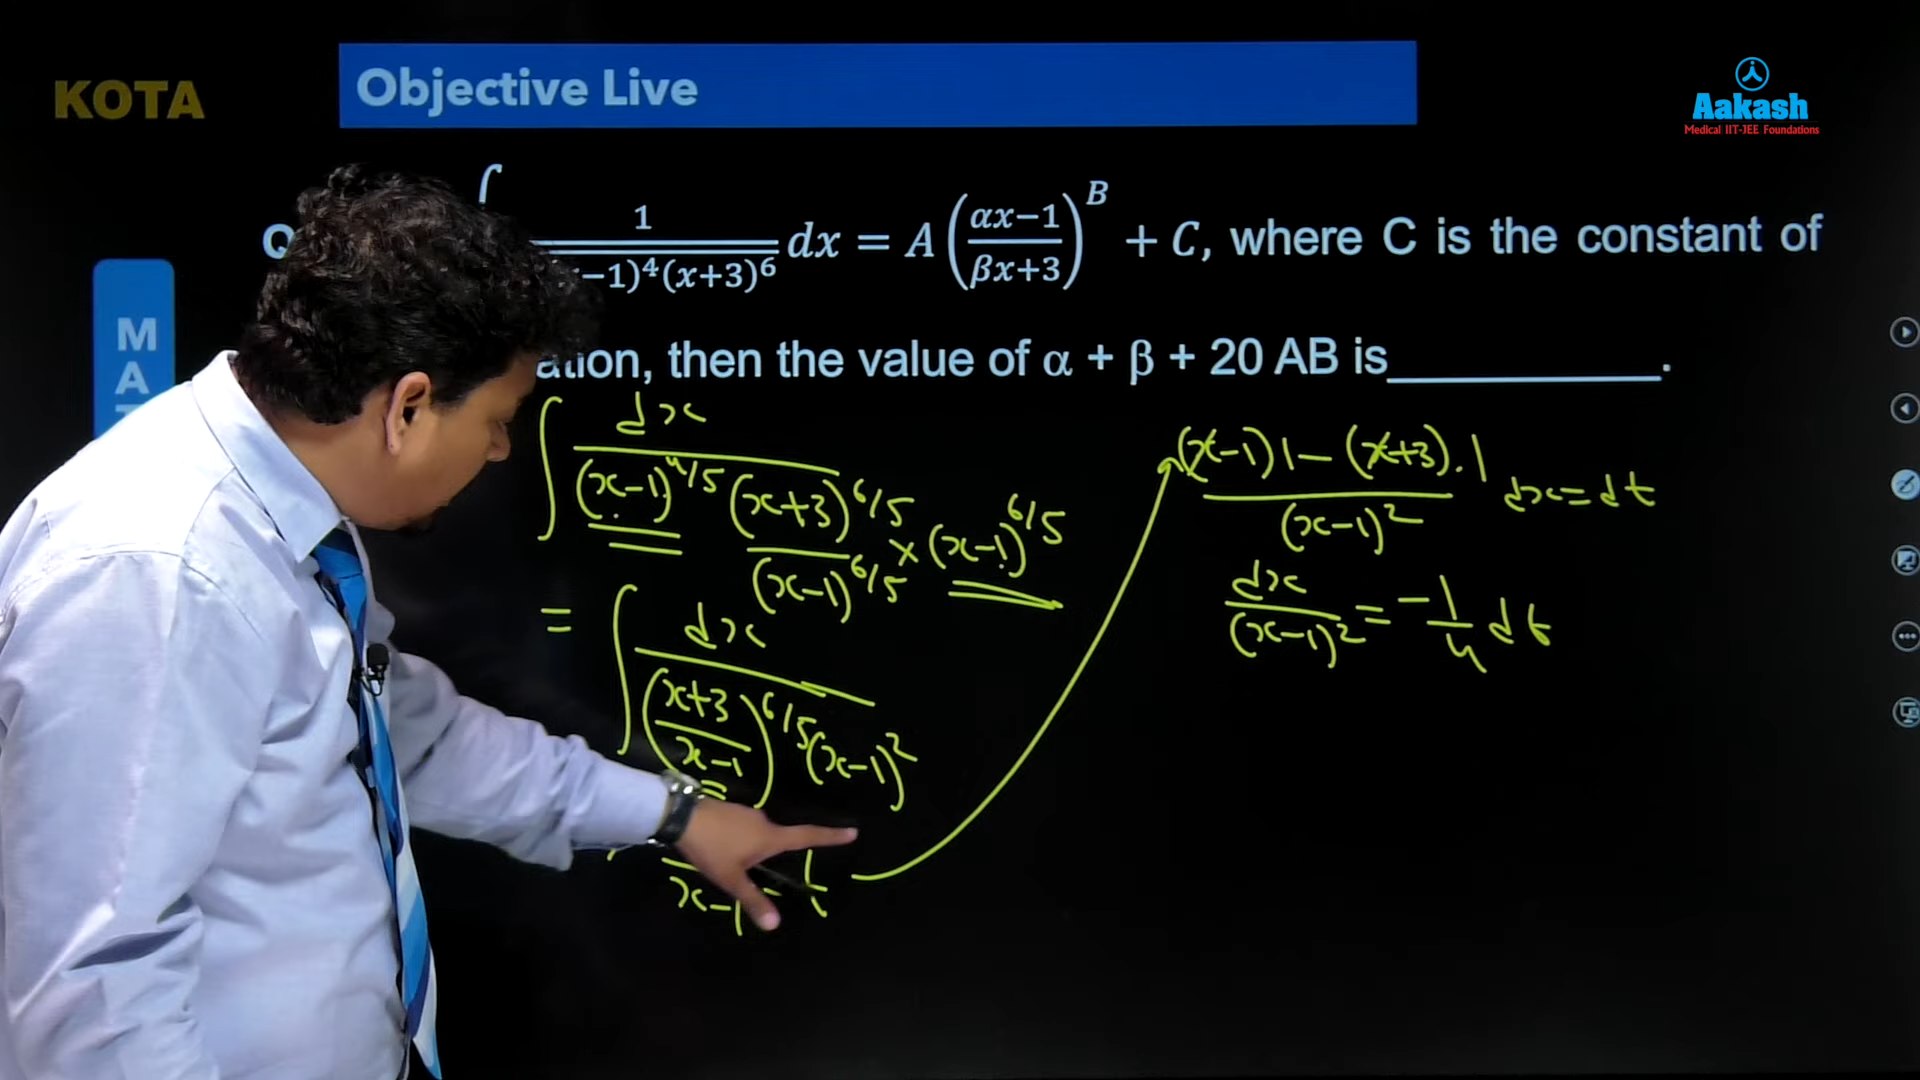 KOTA
Objective Live
Aakash
Medical IIT-JEE Foundations
Q
∫ 1/(−1)⁴(x+3)⁶ dx = A((αx−1)/(βx+3))^B + C, where C is the constant of
ation, then the value of α + β + 20 AB is__________.
M
A
∫ dx / (x-1)^4/5 (x+3)^6/5 / (x-1)^6/5 × (x-1)^6/5
= ∫ dx / ((x+3)/(x-1))^6/5 (x-1)^2
x-1 = t
(x-1)1 - (x+3).1 / (x-1)^2 dx = dt
dx/(x-1)^2 = -1/4 dt